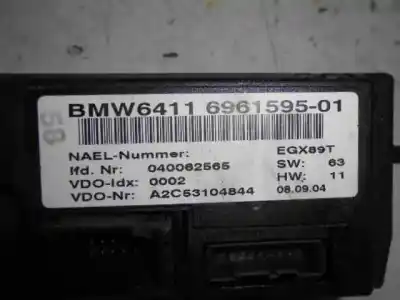 58
BMW6411 6961595-01
NAEL-Nummer: EGX89T
lfd. Nr: 040062565 SW: 63
VDO-Idx: 0002 HW: 11
VDO-Nr: A2C53104844 08.09.04